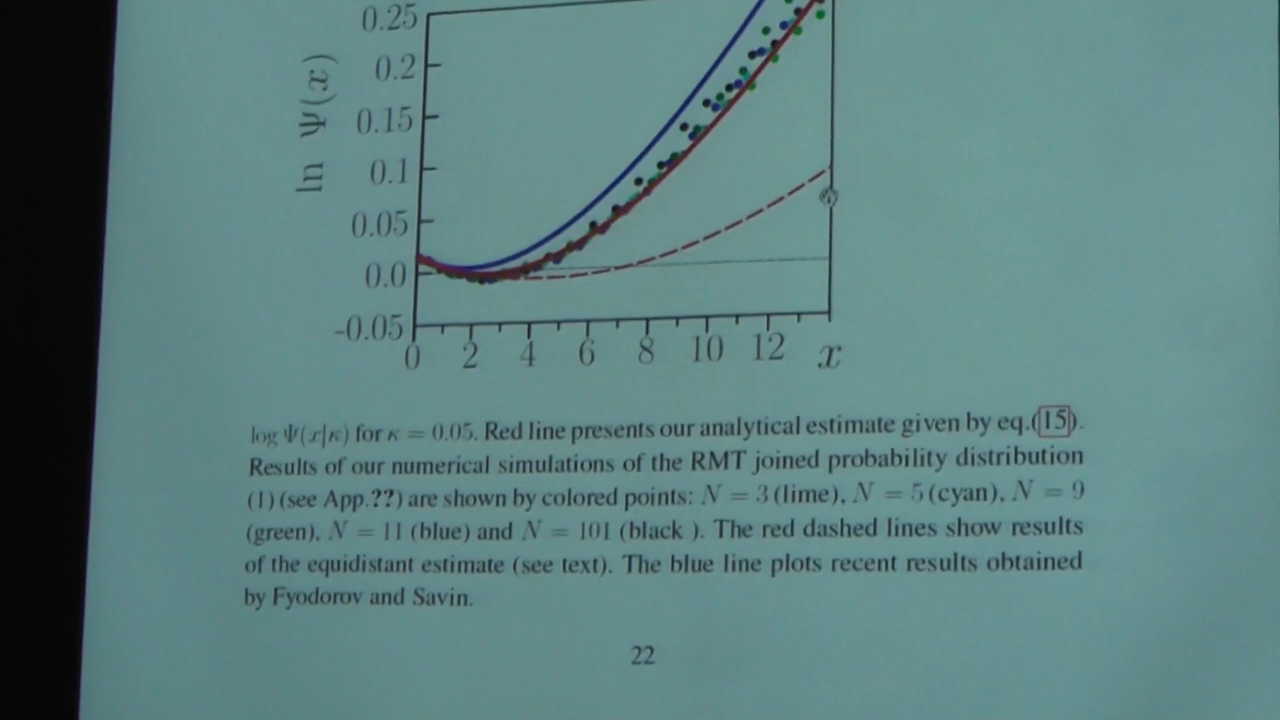 0.25
0.2
0.15
0.1
0.05
0.0
-0.05
ln Ψ(x)
0 2 4 6 8 10 12 x
log Ψ(x|κ) for κ = 0.05. Red line presents our analytical estimate given by eq.(15).
Results of our numerical simulations of the RMT joined probability distribution
(1) (see App.??) are shown by colored points: N = 3 (lime), N = 5 (cyan), N = 9
(green), N = 11 (blue) and N = 101 (black ). The red dashed lines show results
of the equidistant estimate (see text). The blue line plots recent results obtained
by Fyodorov and Savin.
22